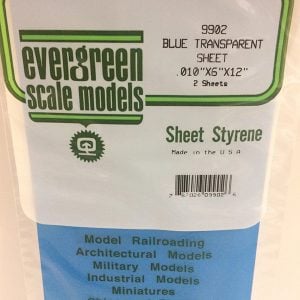 9902
BLUE TRANSPARENT
SHEET
.010"X6"X12"
2 Sheets
evergreen
scale models
Sheet Styrene
Made in the U S A
Model Railroading
Architectural Models
Military Models
Industrial Models
Miniatures